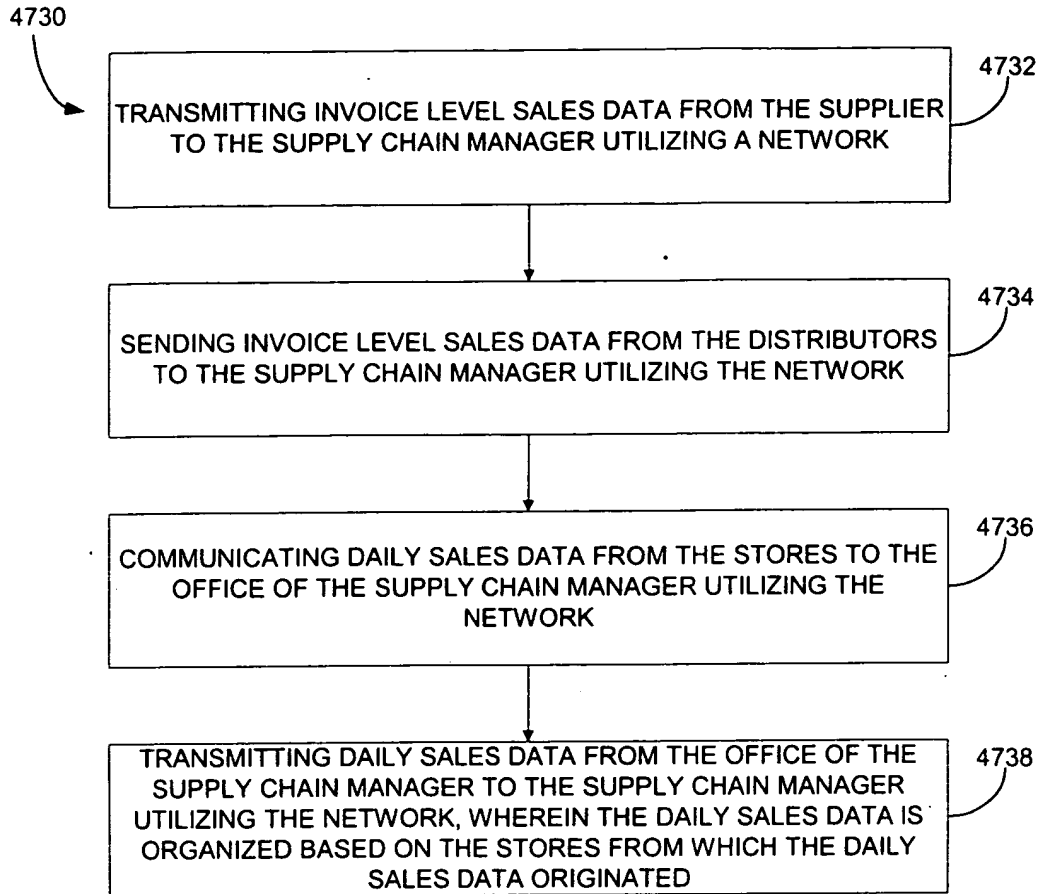 4730
4732
TRANSMITTING INVOICE LEVEL SALES DATA FROM THE SUPPLIER
TO THE SUPPLY CHAIN MANAGER UTILIZING A NETWORK
4734
SENDING INVOICE LEVEL SALES DATA FROM THE DISTRIBUTORS
TO THE SUPPLY CHAIN MANAGER UTILIZING THE NETWORK
4736
COMMUNICATING DAILY SALES DATA FROM THE STORES TO THE
OFFICE OF THE SUPPLY CHAIN MANAGER UTILIZING THE
NETWORK
4738
TRANSMITTING DAILY SALES DATA FROM THE OFFICE OF THE
SUPPLY CHAIN MANAGER TO THE SUPPLY CHAIN MANAGER
UTILIZING THE NETWORK, WHEREIN THE DAILY SALES DATA IS
ORGANIZED BASED ON THE STORES FROM WHICH THE DAILY
SALES DATA ORIGINATED